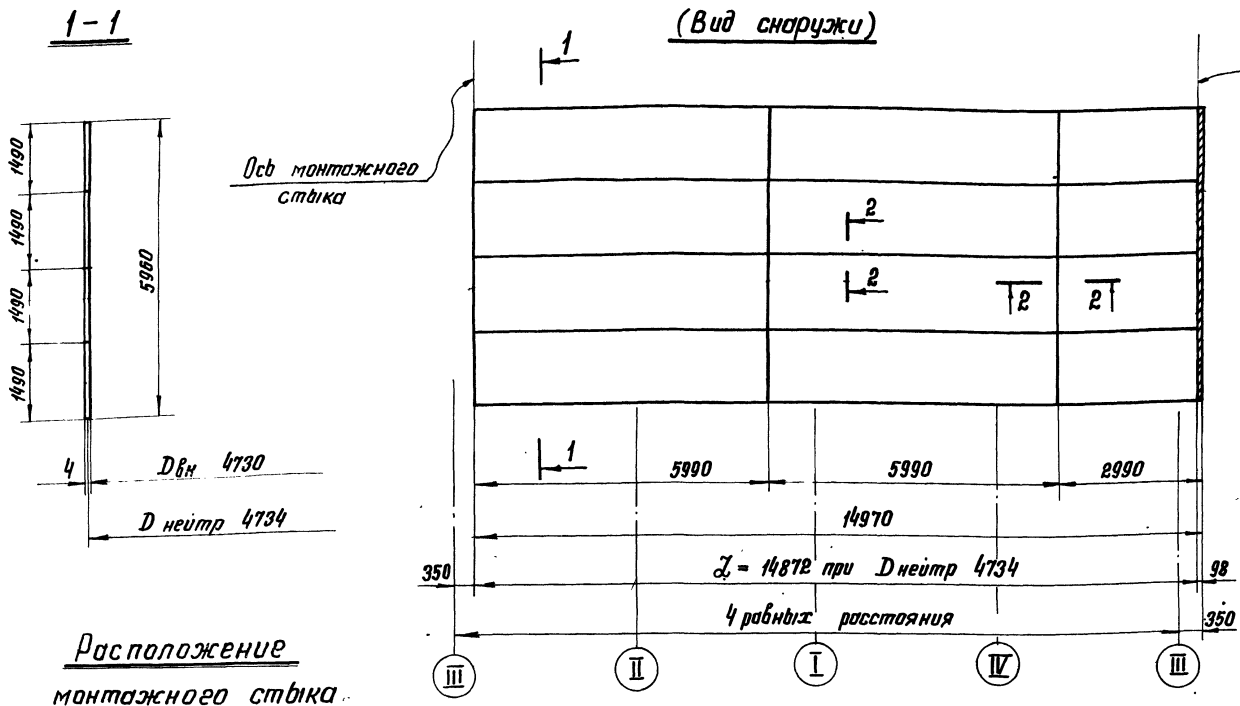 1-1
(Вид снаружи)
1
Ось монтажного
стыка
1490
1490
1490
1490
5960
2
2
2
2
1
4
Dвн 4730
D нейтр 4734
5990
5990
2990
14970
350
L = 14872 при D нейтр 4734
98
4 равных расстояния
350
III
II
I
IV
III
Расположение
монтажного стыка